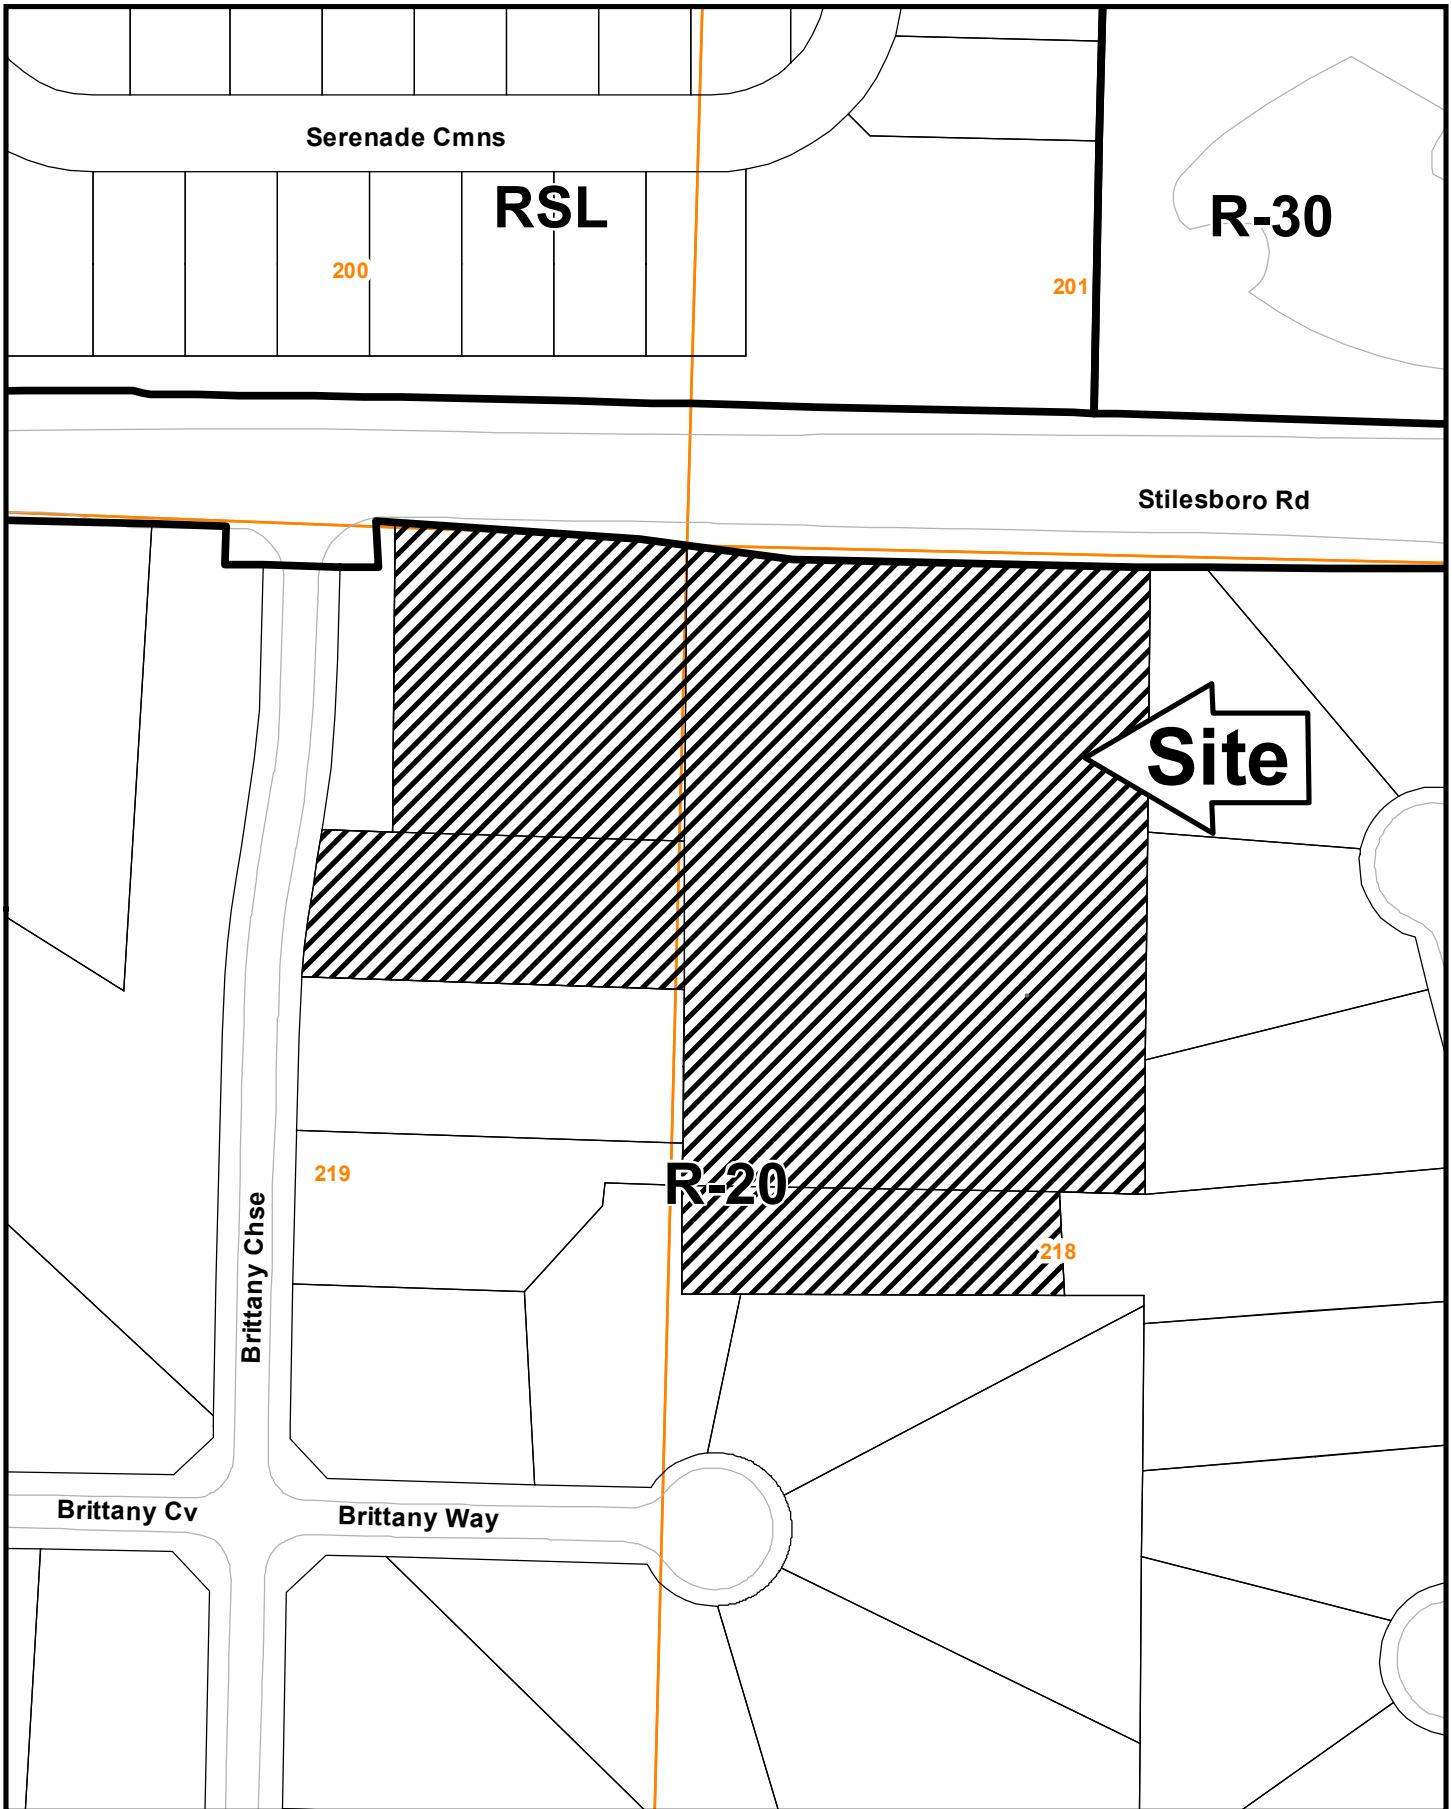 Serenade Cmns
RSL
R-30
200
201
Stilesboro Rd
Site
219
R-20
218
Brittany Chse
Brittany Cv
Brittany Way